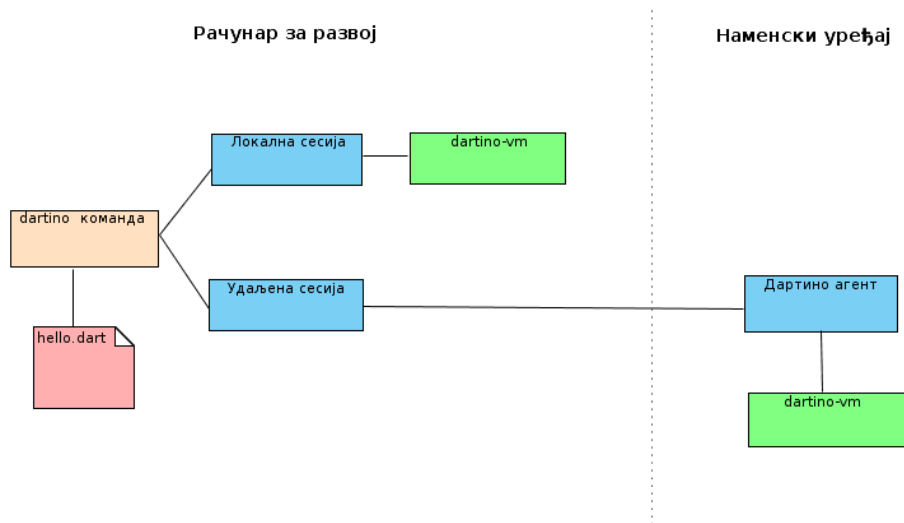 Рачунар за развој
Наменски уређај
Локална сесија
dartino-vm
dartino команда
Удаљена сесија
Дартино агент
hello.dart
dartino-vm